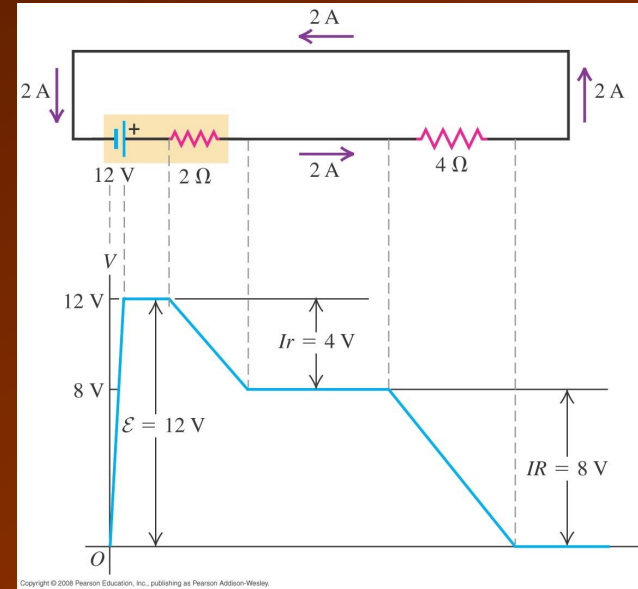 2 A
2 A
2 A
+
12 V
2 Ω
2 A
4 Ω
V
12 V
Ir = 4 V
8 V
ℰ = 12 V
IR = 8 V
O
Copyright © 2008 Pearson Education, Inc., publishing as Pearson Addison-Wesley.